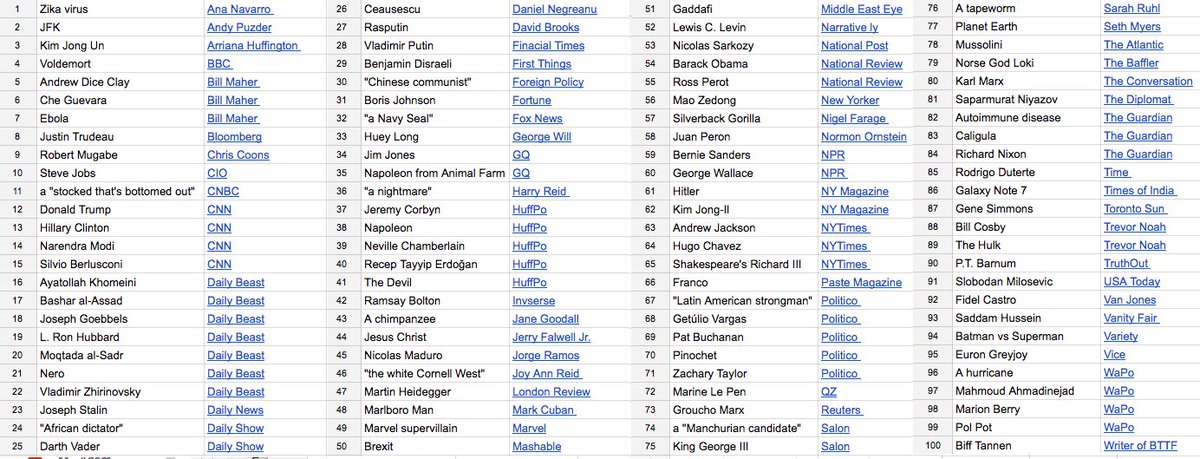 1 Zika virus Ana Navarro
2 JFK Andy Puzder
3 Kim Jong Un Arriana Huffington
4 Voldemort BBC
5 Andrew Dice Clay Bill Maher
6 Che Guevara Bill Maher
7 Ebola Bill Maher
8 Justin Trudeau Bloomberg
9 Robert Mugabe Chris Coons
10 Steve Jobs CIO
11 a "stocked that's bottomed out" CNBC
12 Donald Trump CNN
13 Hillary Clinton CNN
14 Narendra Modi CNN
15 Silvio Berlusconi CNN
16 Ayatollah Khomeini Daily Beast
17 Bashar al-Assad Daily Beast
18 Joseph Goebbels Daily Beast
19 L. Ron Hubbard Daily Beast
20 Moqtada al-Sadr Daily Beast
21 Nero Daily Beast
22 Vladimir Zhirinovsky Daily Beast
23 Joseph Stalin Daily News
24 "African dictator" Daily Show
25 Darth Vader Daily Show
26 Ceausescu Daniel Negreanu
27 Rasputin David Brooks
28 Vladimir Putin Finacial Times
29 Benjamin Disraeli First Things
30 "Chinese communist" Foreign Policy
31 Boris Johnson Fortune
32 "a Navy Seal" Fox News
33 Huey Long George Will
34 Jim Jones GQ
35 Napoleon from Animal Farm GQ
36 "a nightmare" Harry Reid
37 Jeremy Corbyn HuffPo
38 Napoleon HuffPo
39 Neville Chamberlain HuffPo
40 Recep Tayyip Erdoğan HuffPo
41 The Devil HuffPo
42 Ramsay Bolton Invserse
43 A chimpanzee Jane Goodall
44 Jesus Christ Jerry Falwell Jr.
45 Nicolas Maduro Jorge Ramos
46 "the white Cornell West" Joy Ann Reid
47 Martin Heidegger London Review
48 Marlboro Man Mark Cuban
49 Marvel supervillain Marvel
50 Brexit Mashable
51 Gaddafi Middle East Eye
52 Lewis C. Levin Narrative ly
53 Nicolas Sarkozy National Post
54 Barack Obama National Review
55 Ross Perot National Review
56 Mao Zedong New Yorker
57 Silverback Gorilla Nigel Farage
58 Juan Peron Normon Ornstein
59 Bernie Sanders NPR
60 George Wallace NPR
61 Hitler NY Magazine
62 Kim Jong-Il NY Magazine
63 Andrew Jackson NYTimes
64 Hugo Chavez NYTimes
65 Shakespeare's Richard III NYTimes
66 Franco Paste Magazine
67 "Latin American strongman" Politico
68 Getúlio Vargas Politico
69 Pat Buchanan Politico
70 Pinochet Politico
71 Zachary Taylor Politico
72 Marine Le Pen QZ
73 Groucho Marx Reuters
74 a "Manchurian candidate" Salon
75 King George III Salon
76 A tapeworm Sarah Ruhl
77 Planet Earth Seth Myers
78 Mussolini The Atlantic
79 Norse God Loki The Baffler
80 Karl Marx The Conversation
81 Saparmurat Niyazov The Diplomat
82 Autoimmune disease The Guardian
83 Caligula The Guardian
84 Richard Nixon The Guardian
85 Rodrigo Duterte Time
86 Galaxy Note 7 Times of India
87 Gene Simmons Toronto Sun
88 Bill Cosby Trevor Noah
89 The Hulk Trevor Noah
90 P.T. Barnum TruthOut
91 Slobodan Milosevic USA Today
92 Fidel Castro Van Jones
93 Saddam Hussein Vanity Fair
94 Batman vs Superman Variety
95 Euron Greyjoy Vice
96 A hurricane WaPo
97 Mahmoud Ahmadinejad WaPo
98 Marion Berry WaPo
99 Pol Pot WaPo
100 Biff Tannen Writer of BTTF